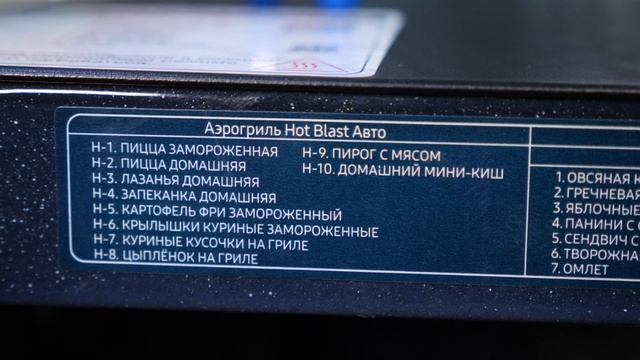 Аэрогриль Hot Blast Авто
H-1. ПИЦЦА ЗАМОРОЖЕННАЯ
H-2. ПИЦЦА ДОМАШНЯЯ
H-3. ЛАЗАНЬЯ ДОМАШНЯЯ
H-4. ЗАПЕКАНКА ДОМАШНЯЯ
H-5. КАРТОФЕЛЬ ФРИ ЗАМОРОЖЕННЫЙ
H-6. КРЫЛЫШКИ КУРИНЫЕ ЗАМОРОЖЕННЫЕ
H-7. КУРИНЫЕ КУСОЧКИ НА ГРИЛЕ
H-8. ЦЫПЛЁНОК НА ГРИЛЕ
H-9. ПИРОГ С МЯСОМ
H-10. ДОМАШНИЙ МИНИ-КИШ
1. ОВСЯНАЯ
2. ГРЕЧНЕВАЯ
3. ЯБЛОЧНЫЕ
4. ПАНИНИ С
5. СЕНДВИЧ С
6. ТВОРОЖНА
7. ОМЛЕТ